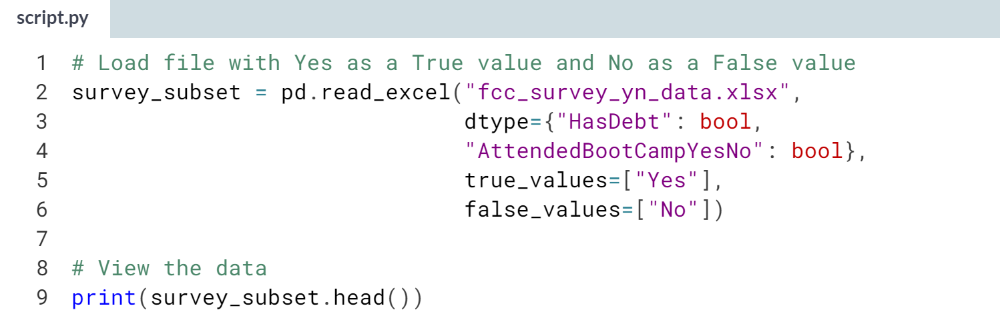 script.py
1 # Load file with Yes as a True value and No as a False value
2 survey_subset = pd.read_excel("fcc_survey_yn_data.xlsx",
3                               dtype={"HasDebt": bool,
4                               "AttendedBootCampYesNo": bool},
5                               true_values=["Yes"],
6                               false_values=["No"])
7
8 # View the data
9 print(survey_subset.head())